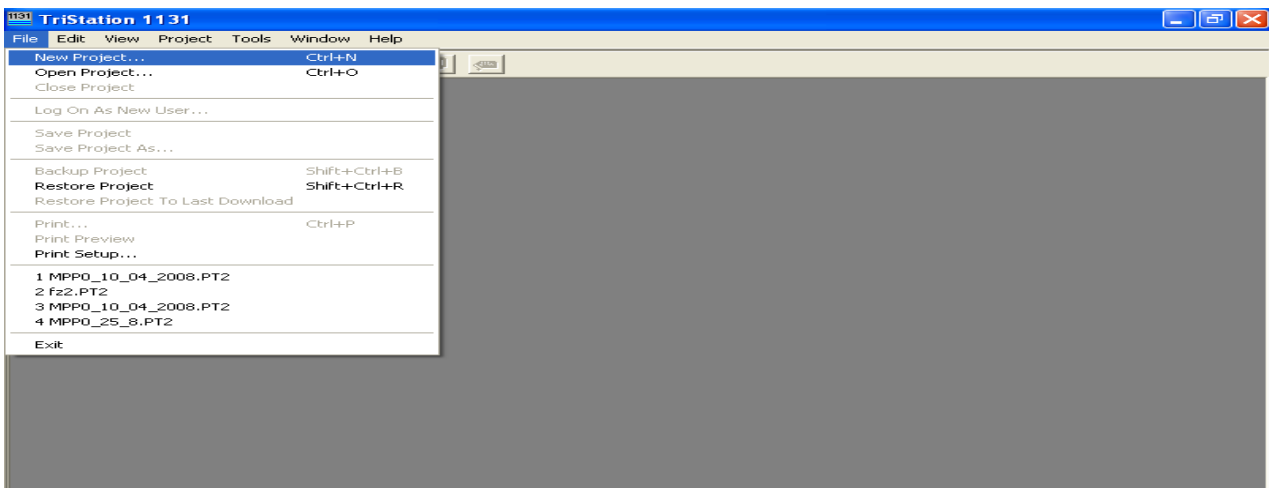 1131 TriStation 1131
File Edit View Project Tools Window Help
New Project... Ctrl+N
Open Project... Ctrl+O
Close Project
Log On As New User...
Save Project
Save Project As...
Backup Project Shift+Ctrl+B
Restore Project Shift+Ctrl+R
Restore Project To Last Download
Print... Ctrl+P
Print Preview
Print Setup...
1 MPP0_10_04_2008.PT2
2 fz2.PT2
3 MPP0_10_04_2008.PT2
4 MPP0_25_8.PT2
Exit